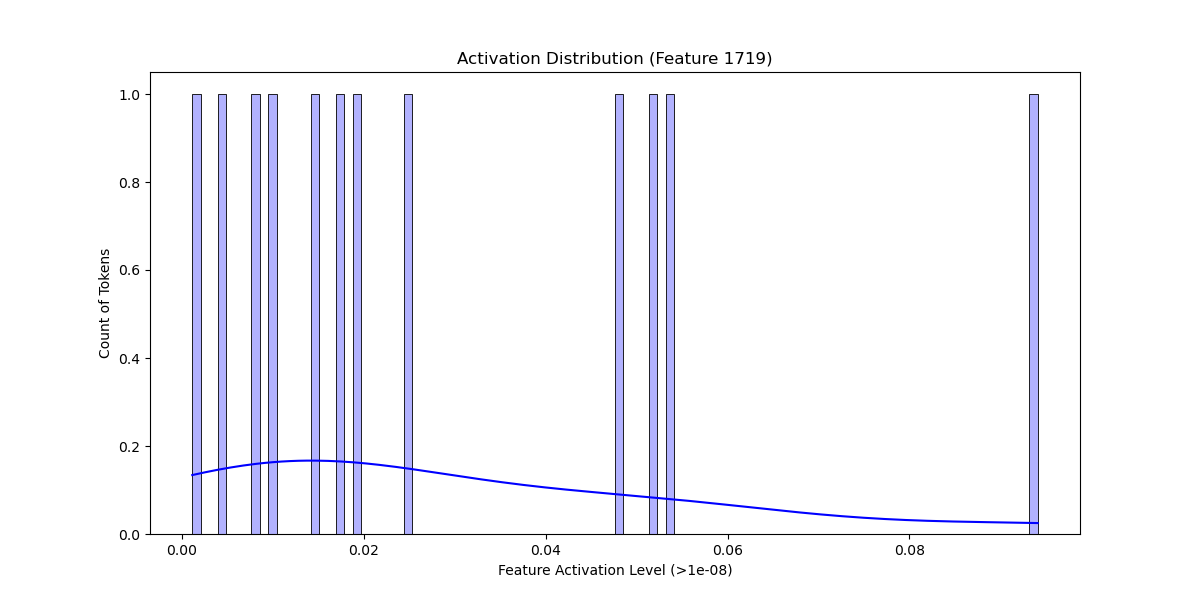 Activation Distribution (Feature 1719)
1.0
0.8
0.6
0.4
0.2
0.0
Count of Tokens
0.00 0.02 0.04 0.06 0.08
Feature Activation Level (>1e-08)